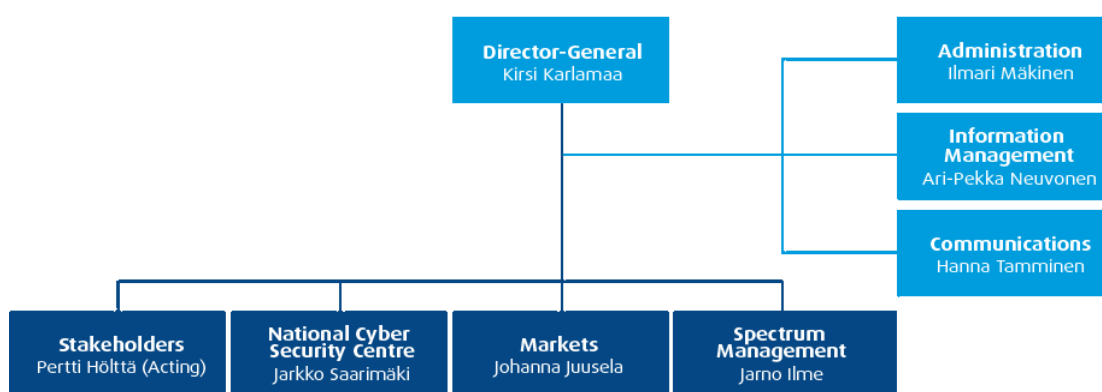 Director-General
Kirsi Karlamaa
Administration
Ilmari Mäkinen
Information
Management
Ari-Pekka Neuvonen
Communications
Hanna Tamminen
Stakeholders
Pertti Hölttä (Acting)
National Cyber
Security Centre
Jarkko Saarimäki
Markets
Johanna Juusela
Spectrum
Management
Jarno Ilme